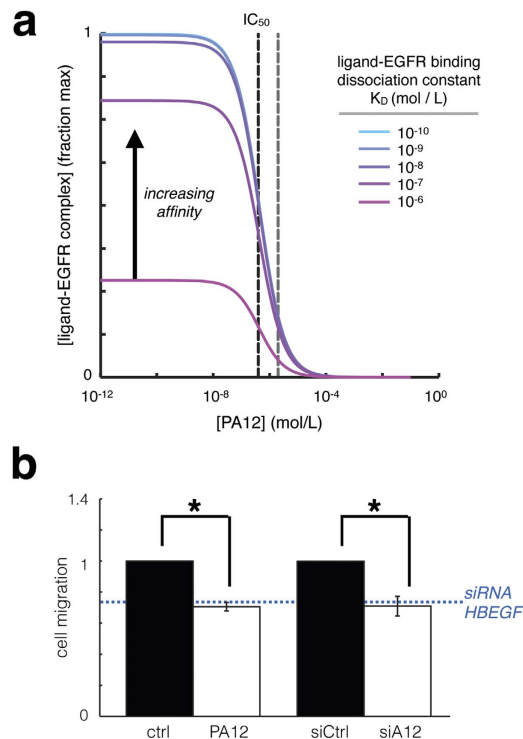 a
IC50
1
0
[ligand-EGFR complex] (fraction max)
increasing
affinity
10-12
10-8
10-4
100
[PA12] (mol/L)
ligand-EGFR binding
dissociation constant
KD (mol / L)
10-10
10-9
10-8
10-7
10-6
b
1.4
1
0
cell migration
*
*
siRNA
HBEGF
ctrl
PA12
siCtrl
siA12